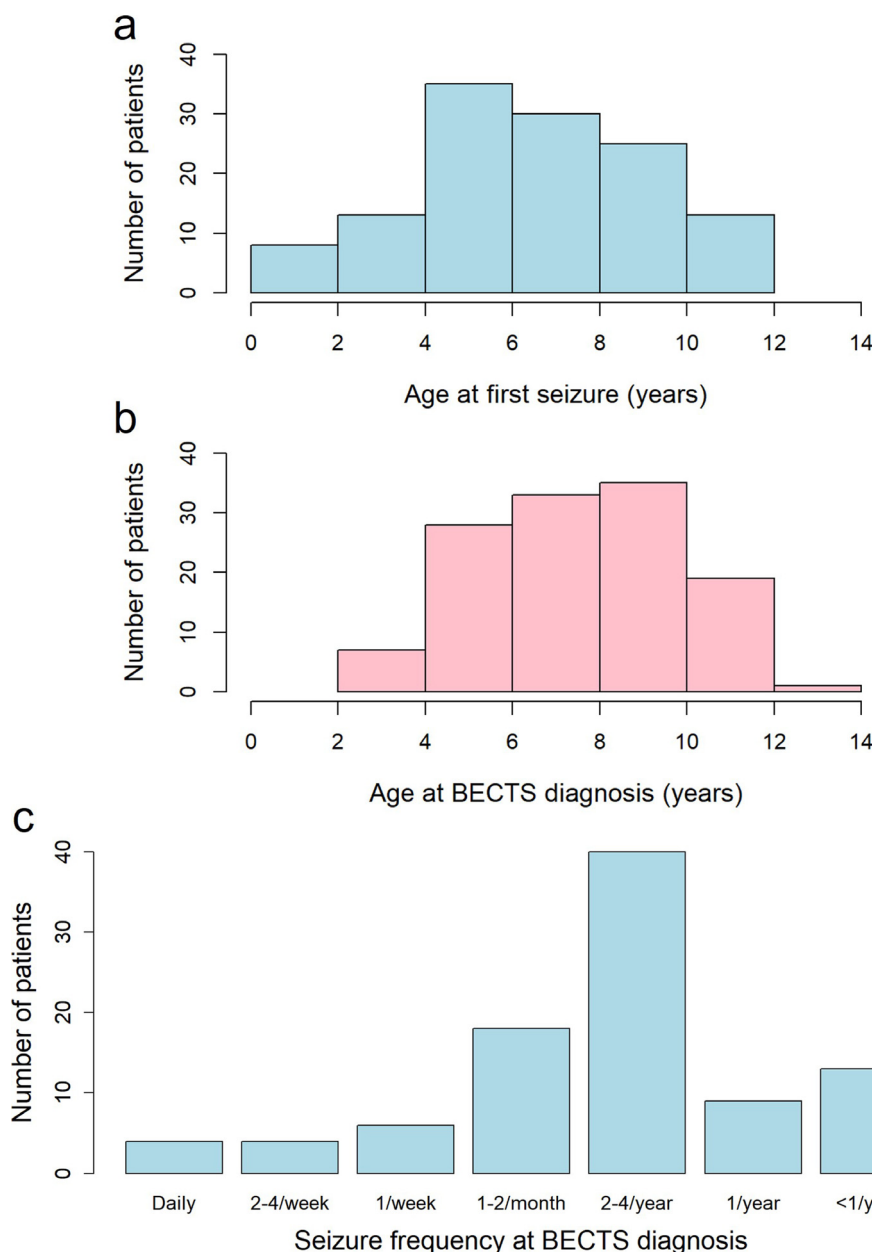 a
Number of patients
40
30
20
10
0
0 2 4 6 8 10 12 14
Age at first seizure (years)
b
Number of patients
40
30
20
10
0
0 2 4 6 8 10 12 14
Age at BECTS diagnosis (years)
c
Number of patients
40
30
20
10
0
Daily 2-4/week 1/week 1-2/month 2-4/year 1/year <1/y
Seizure frequency at BECTS diagnosis